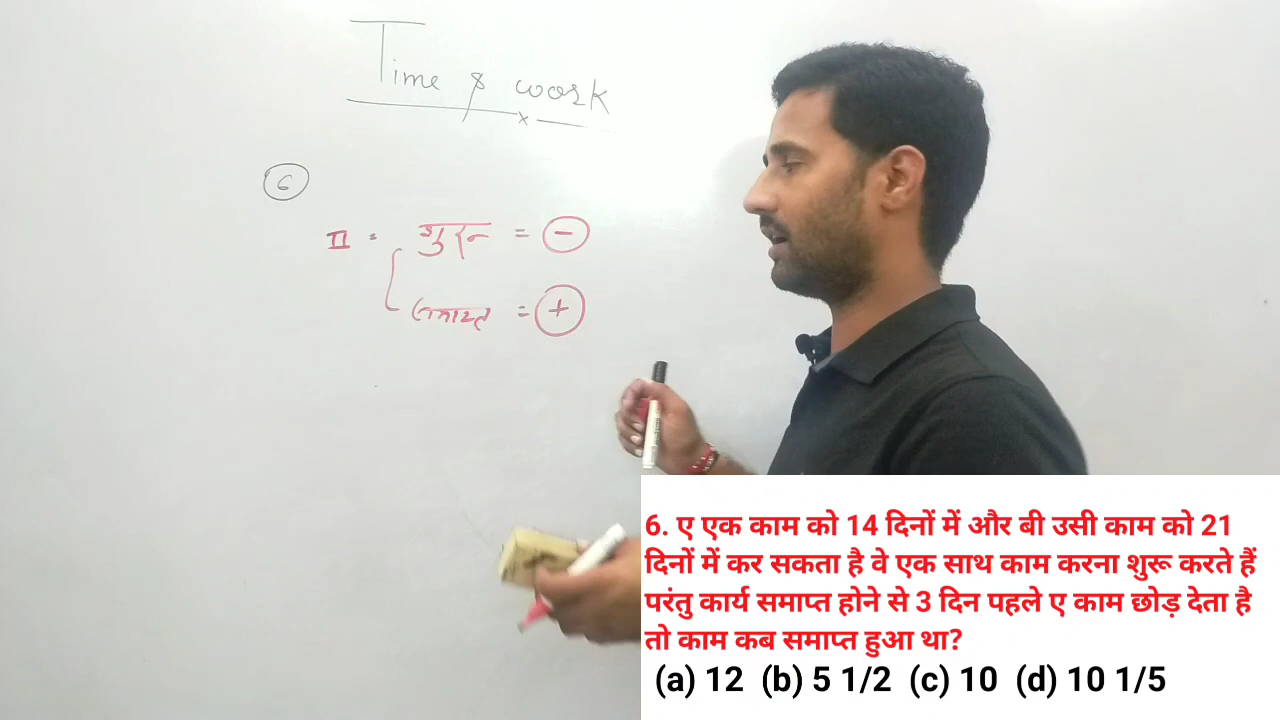 Time & work
6
II = शुरू = -
समाप्त = +
6. ए एक काम को 14 दिनों में और बी उसी काम को 21
दिनों में कर सकता है वे एक साथ काम करना शुरू करते हैं
परंतु कार्य समाप्त होने से 3 दिन पहले ए काम छोड़ देता है
तो काम कब समाप्त हुआ था?
(a) 12 (b) 5 1/2 (c) 10 (d) 10 1/5